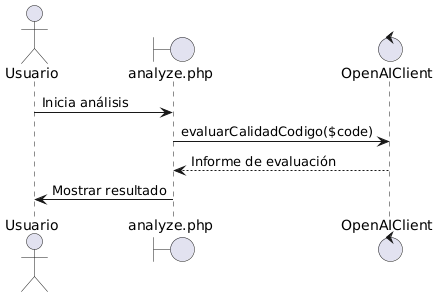 Usuario analyze.php OpenAIClient
Inicia análisis
evaluarCalidadCodigo($code)
Informe de evaluación
Mostrar resultado
Usuario analyze.php OpenAIClient